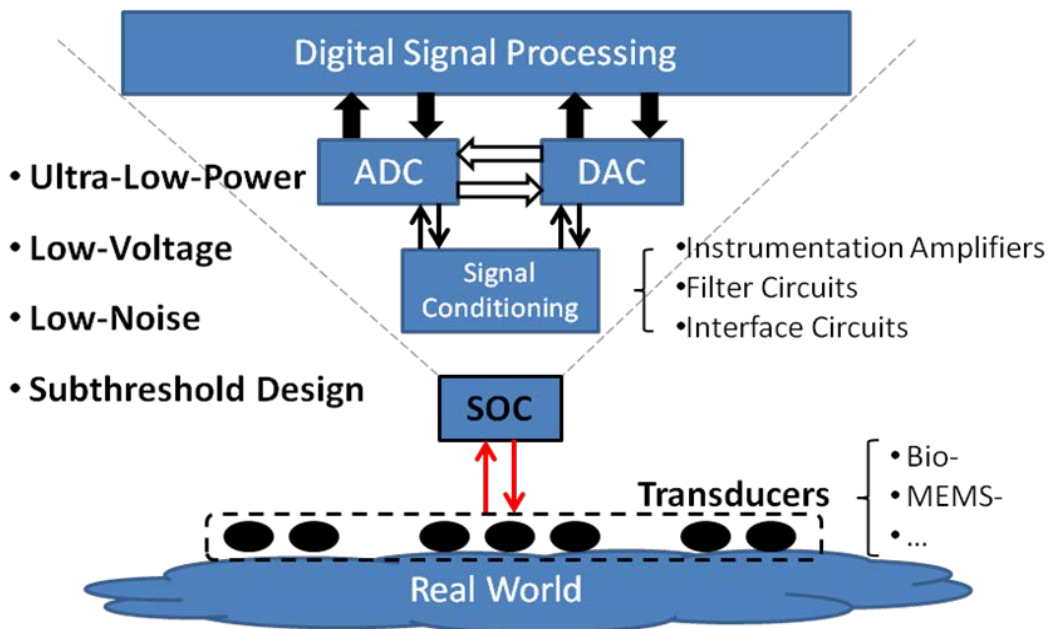 Digital Signal Processing
ADC
DAC
• Ultra-Low-Power
• Low-Voltage
• Low-Noise
• Subthreshold Design
Signal
Conditioning
•Instrumentation Amplifiers
•Filter Circuits
•Interface Circuits
SOC
Transducers
• Bio-
• MEMS-
• ...
Real World